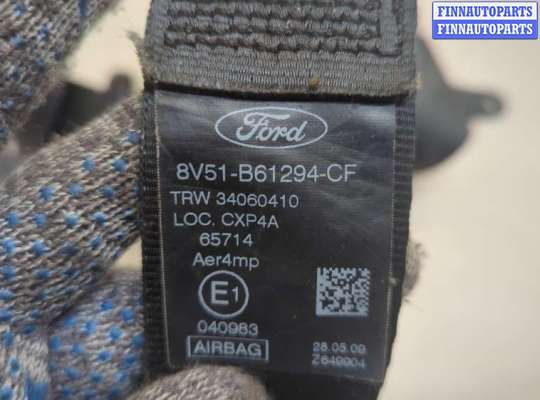 FINNAUTOPARTS
FINNAUTOPARTS
Ford
8V51-B61294-CF
TRW 34060410
LOC. CXP4A
65714
Aer4mp
E1
040983
AIRBAG
28.05.09
Z649904